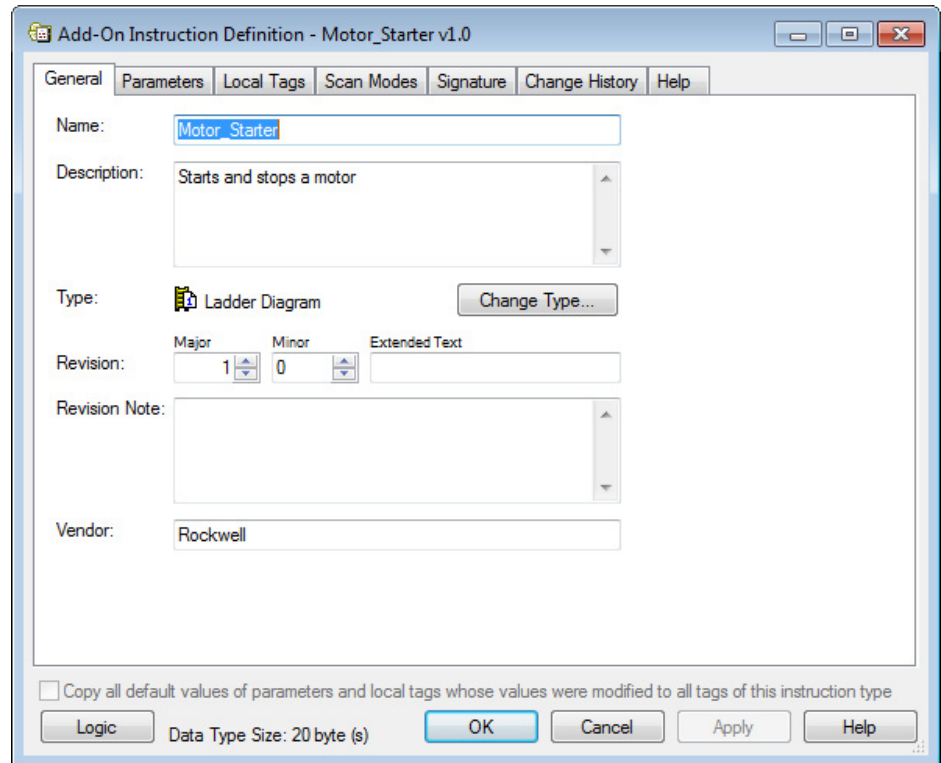 Add-On Instruction Definition - Motor_Starter v1.0
General Parameters Local Tags Scan Modes Signature Change History Help
Name: Motor_Starter
Description: Starts and stops a motor
Type: Ladder Diagram Change Type...
Major Minor Extended Text
Revision: 1 0
Revision Note:
Vendor: Rockwell
Copy all default values of parameters and local tags whose values were modified to all tags of this instruction type
Logic Data Type Size: 20 byte (s) OK Cancel Apply Help